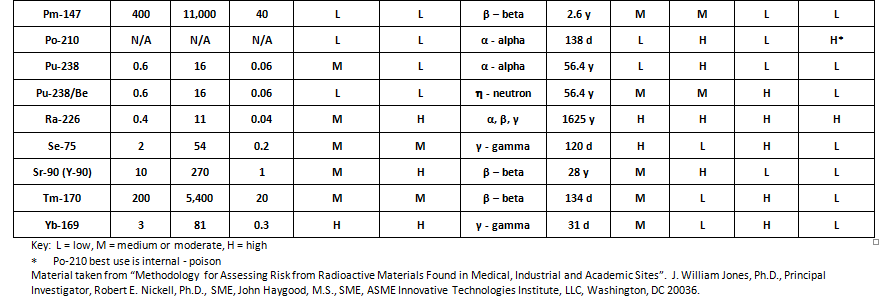 Pm-147 400 11,000 40 L L β – beta 2.6 y M M L L
Po-210 N/A N/A N/A L L α - alpha 138 d L H L H*
Pu-238 0.6 16 0.06 M L α - alpha 56.4 y L H L L
Pu-238/Be 0.6 16 0.06 L L η - neutron 56.4 y M M H L
Ra-226 0.4 11 0.04 M H α, β, γ 1625 y H H H H
Se-75 2 54 0.2 M M γ - gamma 120 d H L H L
Sr-90 (Y-90) 10 270 1 M H β – beta 28 y M H L L
Tm-170 200 5,400 20 M M β – beta 134 d M L H L
Yb-169 3 81 0.3 H H γ - gamma 31 d M L H L
Key: L = low, M = medium or moderate, H = high
* Po-210 best use is internal - poison
Material taken from “Methodology for Assessing Risk from Radioactive Materials Found in Medical, Industrial and Academic Sites”. J. William Jones, Ph.D., Principal
Investigator, Robert E. Nickell, Ph.D., SME, John Haygood, M.S., SME, ASME Innovative Technologies Institute, LLC, Washington, DC 20036.